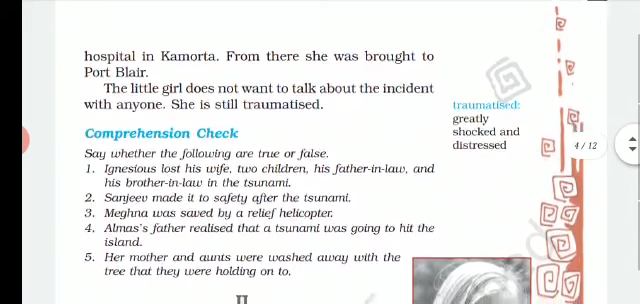 hospital in Kamorta. From there she was brought to
Port Blair.
The little girl does not want to talk about the incident
with anyone. She is still traumatised.
traumatised:
greatly
shocked and
distressed
Comprehension Check
Say whether the following are true or false.
1. Ignesious lost his wife, two children, his father-in-law, and
his brother-in-law in the tsunami.
2. Sanjeev made it to safety after the tsunami.
3. Meghna was saved by a relief helicopter.
4. Almas's father realised that a tsunami was going to hit the
island.
5. Her mother and aunts were washed away with the
tree that they were holding on to.
II
4 / 12